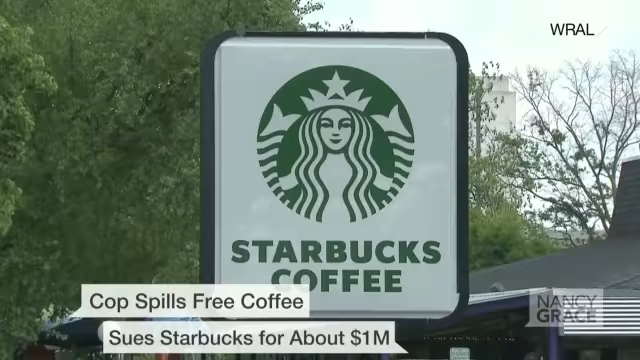 WRAL
STARBUCKS
COFFEE
Cop Spills Free Coffee
Sues Starbucks for About $1M
NANCY
GRACE